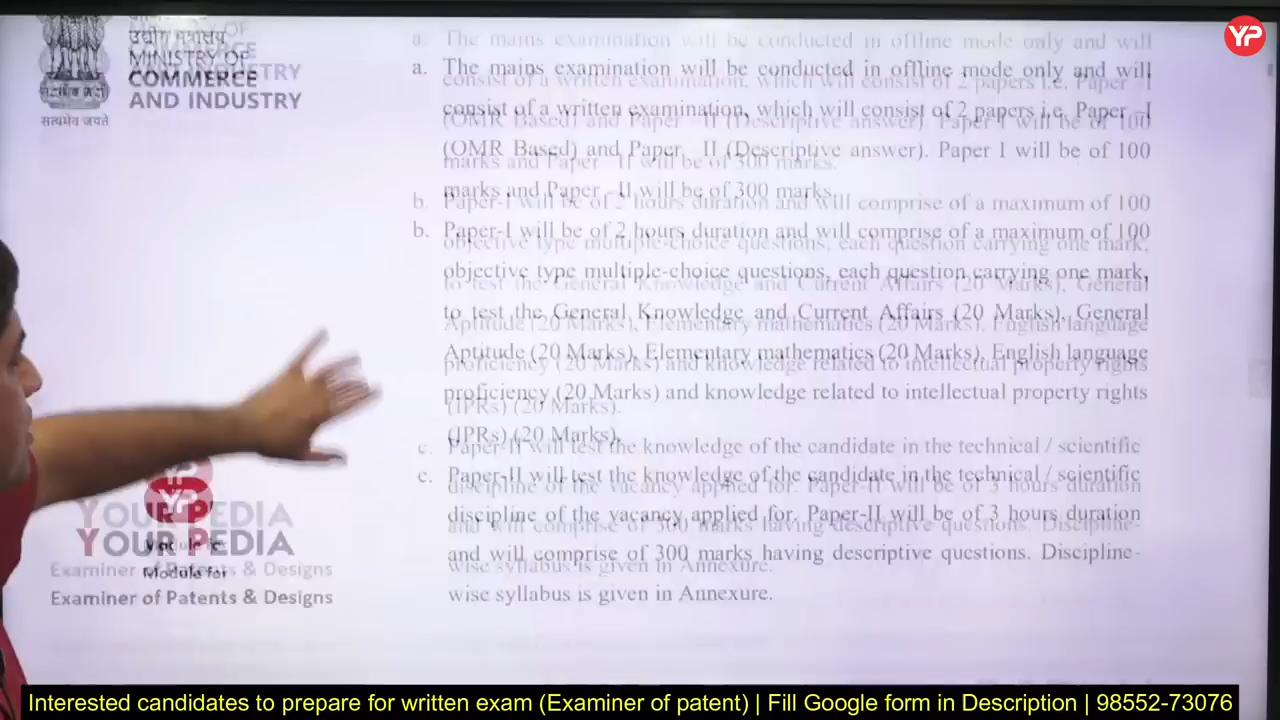 YP
उद्योग मंत्रालय
MINISTRY OF
COMMERCE
AND INDUSTRY
सत्यमेव जयते
a. The mains examination will be conducted in offline mode only and will
consist of a written examination, which will consist of 2 papers i.e. Paper -I
(OMR Based) and Paper -II (Descriptive answer). Paper I will be of 100
marks and Paper -II will be of 300 marks.
b. Paper-I will be of 2 hours duration and will comprise of a maximum of 100
objective type multiple-choice questions, each question carrying one mark,
to test the General Knowledge and Current Affairs (20 Marks), General
Aptitude (20 Marks), Elementary mathematics (20 Marks), English language
proficiency (20 Marks) and knowledge related to intellectual property rights
(IPRs) (20 Marks).
c. Paper-II will test the knowledge of the candidate in the technical / scientific
discipline of the vacancy applied for. Paper-II will be of 3 hours duration
and will comprise of 300 marks having descriptive questions. Discipline-
wise syllabus is given in Annexure.
YP
YOUR PEDIA
Module for
Examiner of Patents & Designs
Interested candidates to prepare for written exam (Examiner of patent) | Fill Google form in Description | 98552-73076